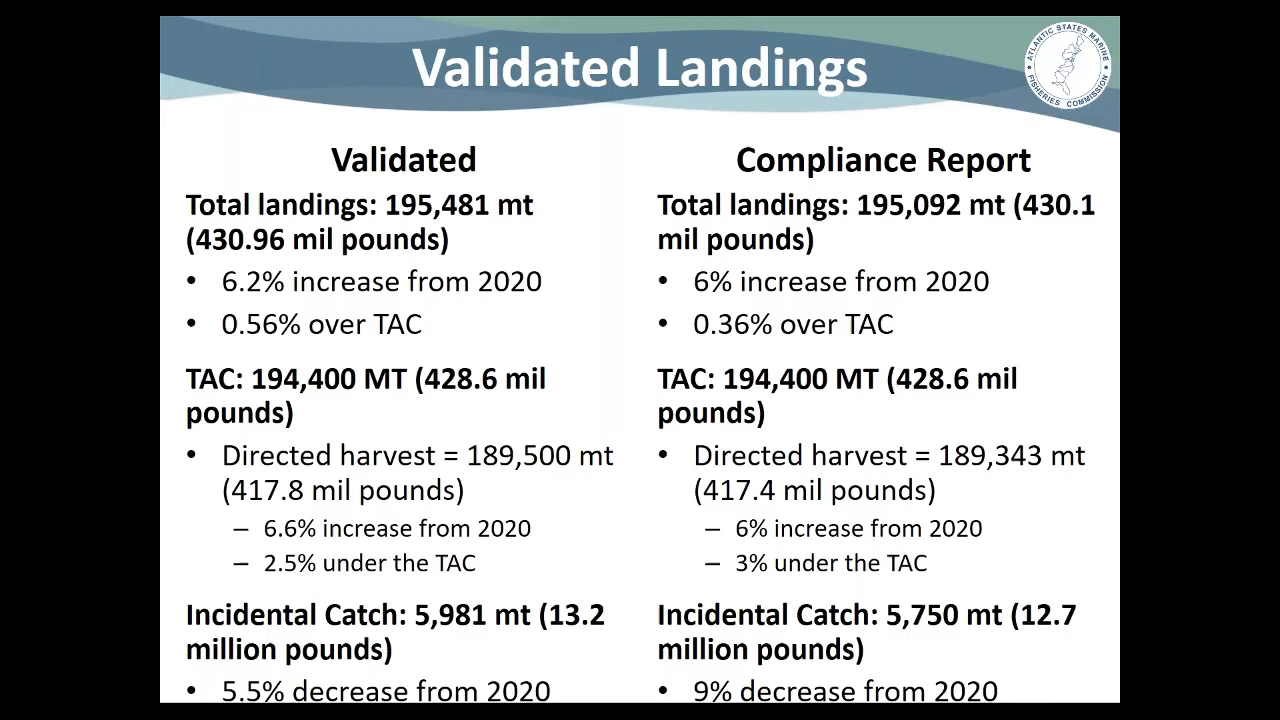 Validated Landings
ATLANTIC STATES MARINE
FISHERIES COMMISSION
Validated
Total landings: 195,481 mt
(430.96 mil pounds)
• 6.2% increase from 2020
• 0.56% over TAC
TAC: 194,400 MT (428.6 mil
pounds)
• Directed harvest = 189,500 mt
(417.8 mil pounds)
– 6.6% increase from 2020
– 2.5% under the TAC
Incidental Catch: 5,981 mt (13.2
million pounds)
• 5.5% decrease from 2020
Compliance Report
Total landings: 195,092 mt (430.1
mil pounds)
• 6% increase from 2020
• 0.36% over TAC
TAC: 194,400 MT (428.6 mil
pounds)
• Directed harvest = 189,343 mt
(417.4 mil pounds)
– 6% increase from 2020
– 3% under the TAC
Incidental Catch: 5,750 mt (12.7
million pounds)
• 9% decrease from 2020